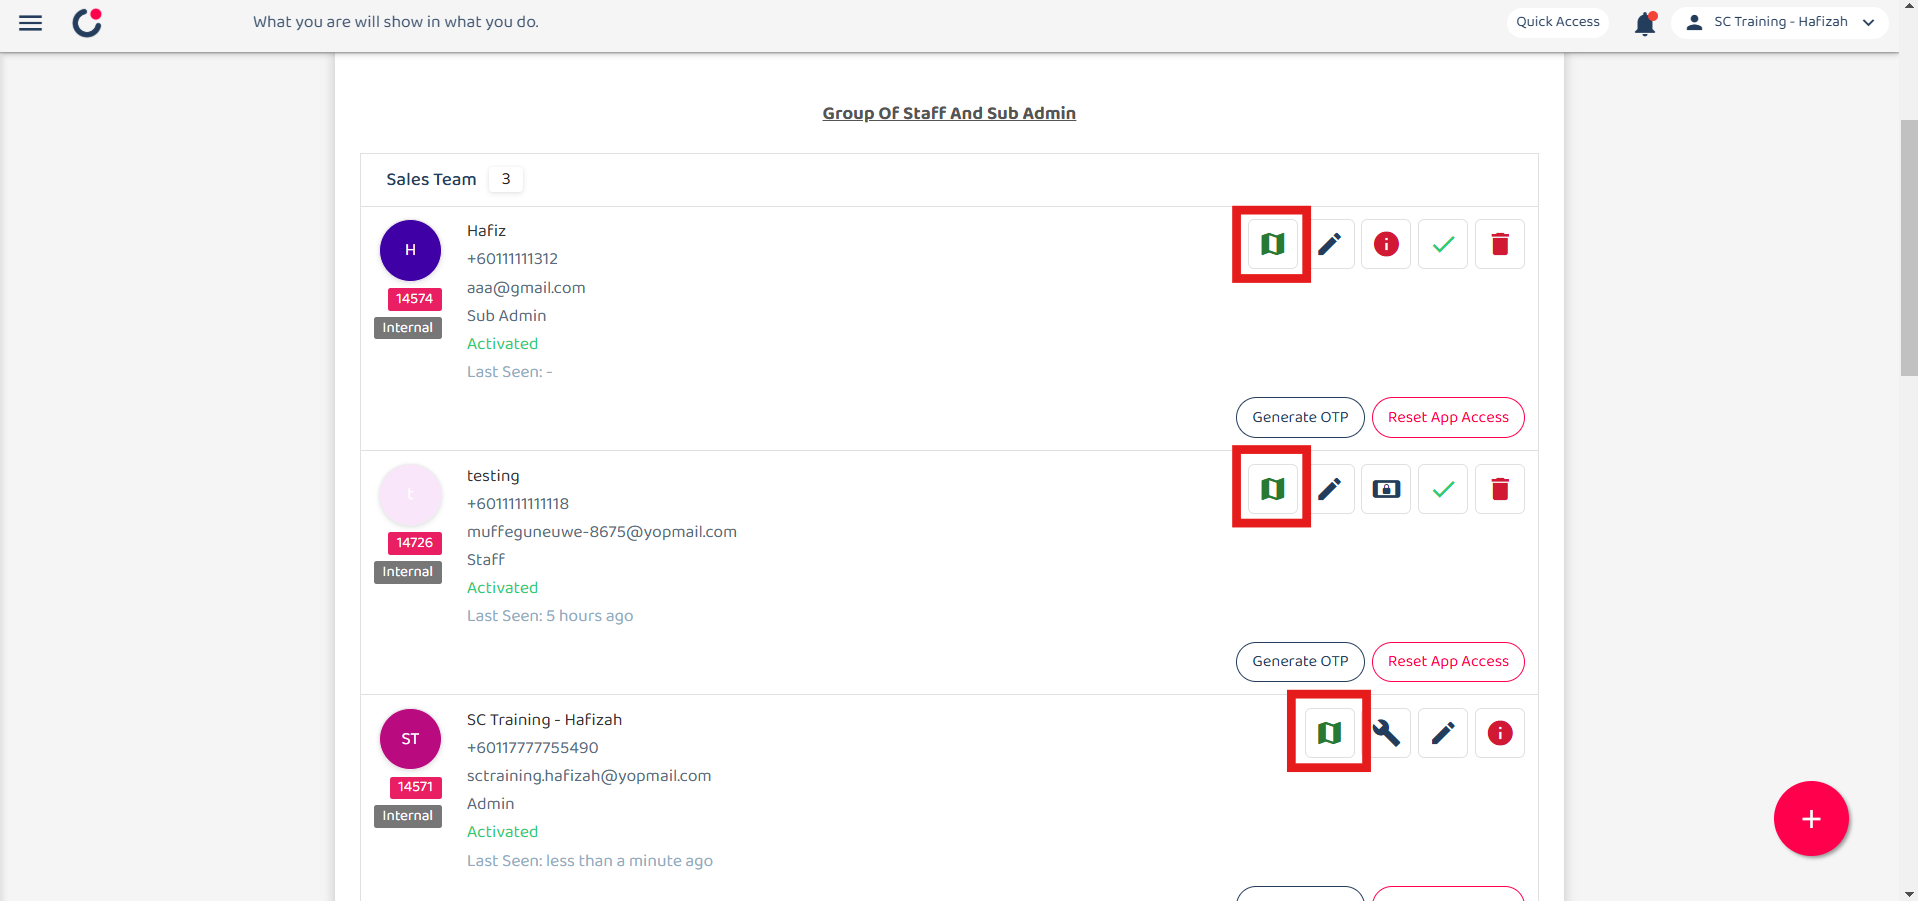 What you are will show in what you do.
Quick Access
SC Training - Hafizah
Group Of Staff And Sub Admin
Sales Team 3
H
14574
Internal
Hafiz
+60111111312
aaa@gmail.com
Sub Admin
Activated
Last Seen: -
Generate OTP
Reset App Access
t
14726
Internal
testing
+6011111111118
muffeguneuwe-8675@yopmail.com
Staff
Activated
Last Seen: 5 hours ago
Generate OTP
Reset App Access
ST
14571
Internal
SC Training - Hafizah
+60117777755490
sctraining.hafizah@yopmail.com
Admin
Activated
Last Seen: less than a minute ago